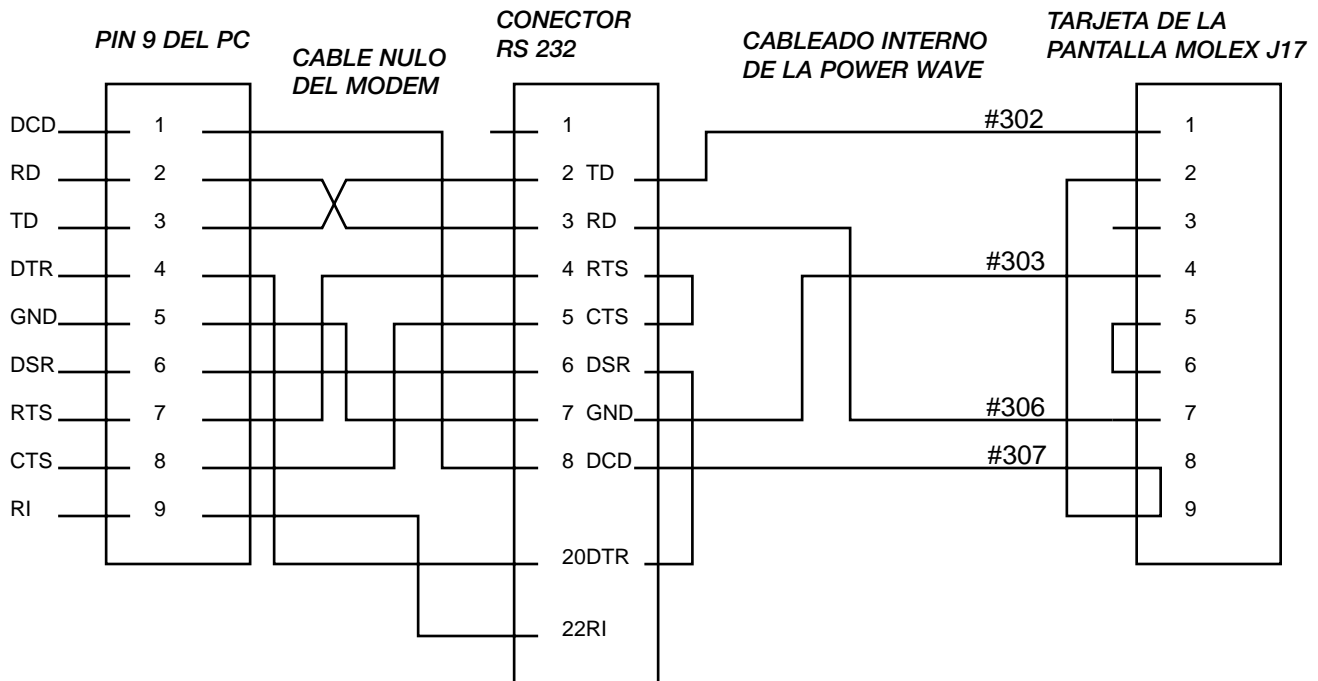 PIN 9 DEL PC
CABLE NULO
DEL MODEM
CONECTOR
RS 232
CABLEADO INTERNO
DE LA POWER WAVE
TARJETA DE LA
PANTALLA MOLEX J17
DCD 1
RD 2
TD 3
DTR 4
GND 5
DSR 6
RTS 7
CTS 8
RI 9
1
2 TD
3 RD
4 RTS
5 CTS
6 DSR
7 GND
8 DCD
20DTR
22RI
#302
#303
#306
#307
1
2
3
4
5
6
7
8
9